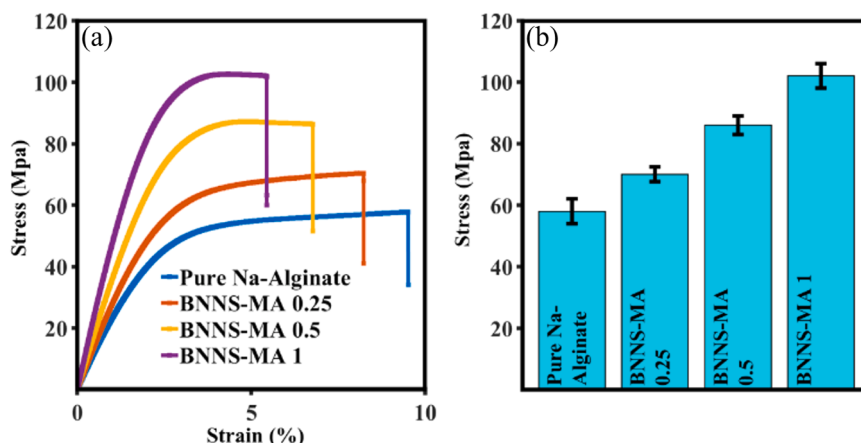 (a)
120
100
80
60
40
20
0
5
10
Stress (Mpa)
Strain (%)
Pure Na-Alginate
BNNS-MA 0.25
BNNS-MA 0.5
BNNS-MA 1
(b)
120
100
80
60
40
20
Stress (Mpa)
Pure Na-
Alginate
BNNS-MA
0.25
BNNS-MA
0.5
BNNS-MA 1